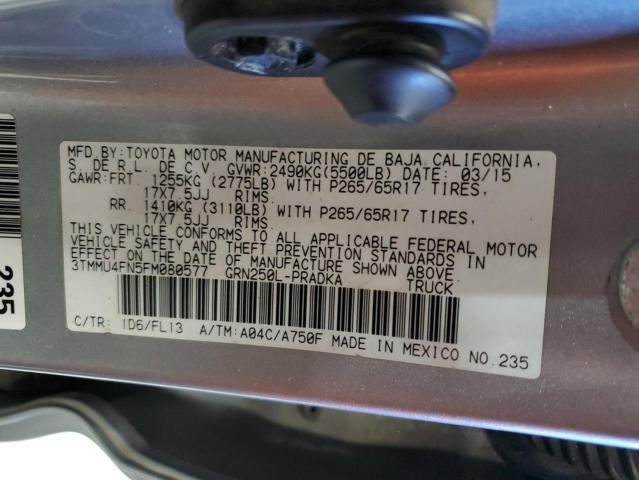 MFD.BY:TOYOTA MOTOR MANUFACTURING DE BAJA CALIFORNIA,
S. DE R.L. DE C.V. GVWR:2490KG(5500LB) DATE: 03/15
GAWR:FRT. 1255KG (2775LB) WITH P265/65R17 TIRES,
17X7.5JJ RIMS.
RR. 1410KG (3110LB) WITH P265/65R17 TIRES,
17X7.5JJ RIMS.
THIS VEHICLE CONFORMS TO ALL APPLICABLE FEDERAL MOTOR
VEHICLE SAFETY AND THEFT PREVENTION STANDARDS IN
EFFECT ON THE DATE OF MANUFACTURE SHOWN ABOVE.
3TMMU4FN5FM080577 GRN250L-PRADKA TRUCK
C/TR: 1D6/FL13 A/TM:A04C/A750F MADE IN MEXICO NO.235
235